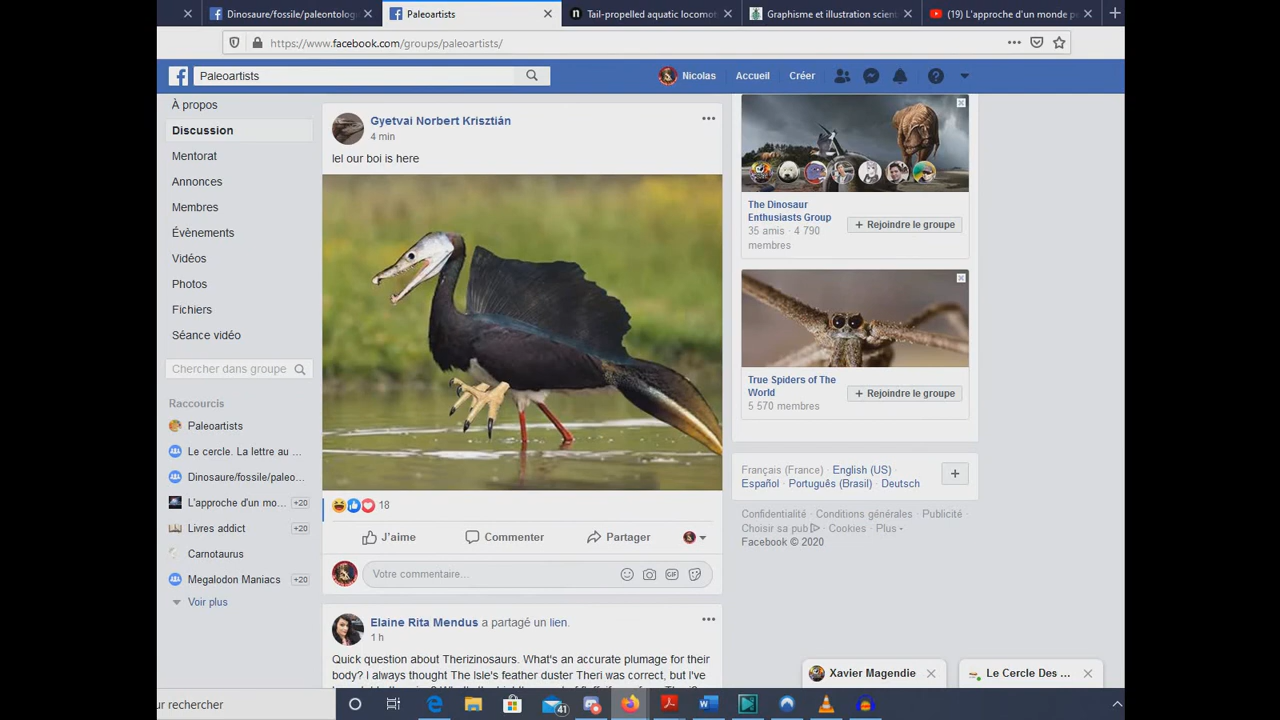 Dinosaure/fossile/paléontolog
Paleoartists
Tail-propelled aquatic locomot
Graphisme et illustration scien
(19) L'approche d'un monde p
https://www.facebook.com/groups/paleoartists/
Paleoartists
Nicolas
Accueil
Créer
À propos
Discussion
Mentorat
Annonces
Membres
Évènements
Vidéos
Photos
Fichiers
Séance vidéo
Chercher dans groupe
Raccourcis
Paleoartists
Le cercle. La lettre au ...
Dinosaure/fossile/paleo...
L'approche d'un mo... +20
Livres addict +20
Carnotaurus
Megalodon Maniacs +20
Voir plus
Gyetvai Norbert Krisztián
4 min
lel our boi is here
18
J'aime
Commenter
Partager
Votre commentaire...
Elaine Rita Mendus a partagé un lien.
1 h
Quick question about Therizinosaurs. What's an accurate plumage for their
body? I always thought The Isle's feather duster Theri was correct, but I've
The Dinosaur
Enthusiasts Group
35 amis · 4 790
membres
+ Rejoindre le groupe
True Spiders of The
World
5 570 membres
+ Rejoindre le groupe
Français (France) · English (US) ·
Español · Português (Brasil) · Deutsch
Confidentialité · Conditions générales · Publicité ·
Choisir sa pub · Cookies · Plus
Facebook © 2020
Xavier Magendie
Le Cercle Des ...
ur rechercher
41